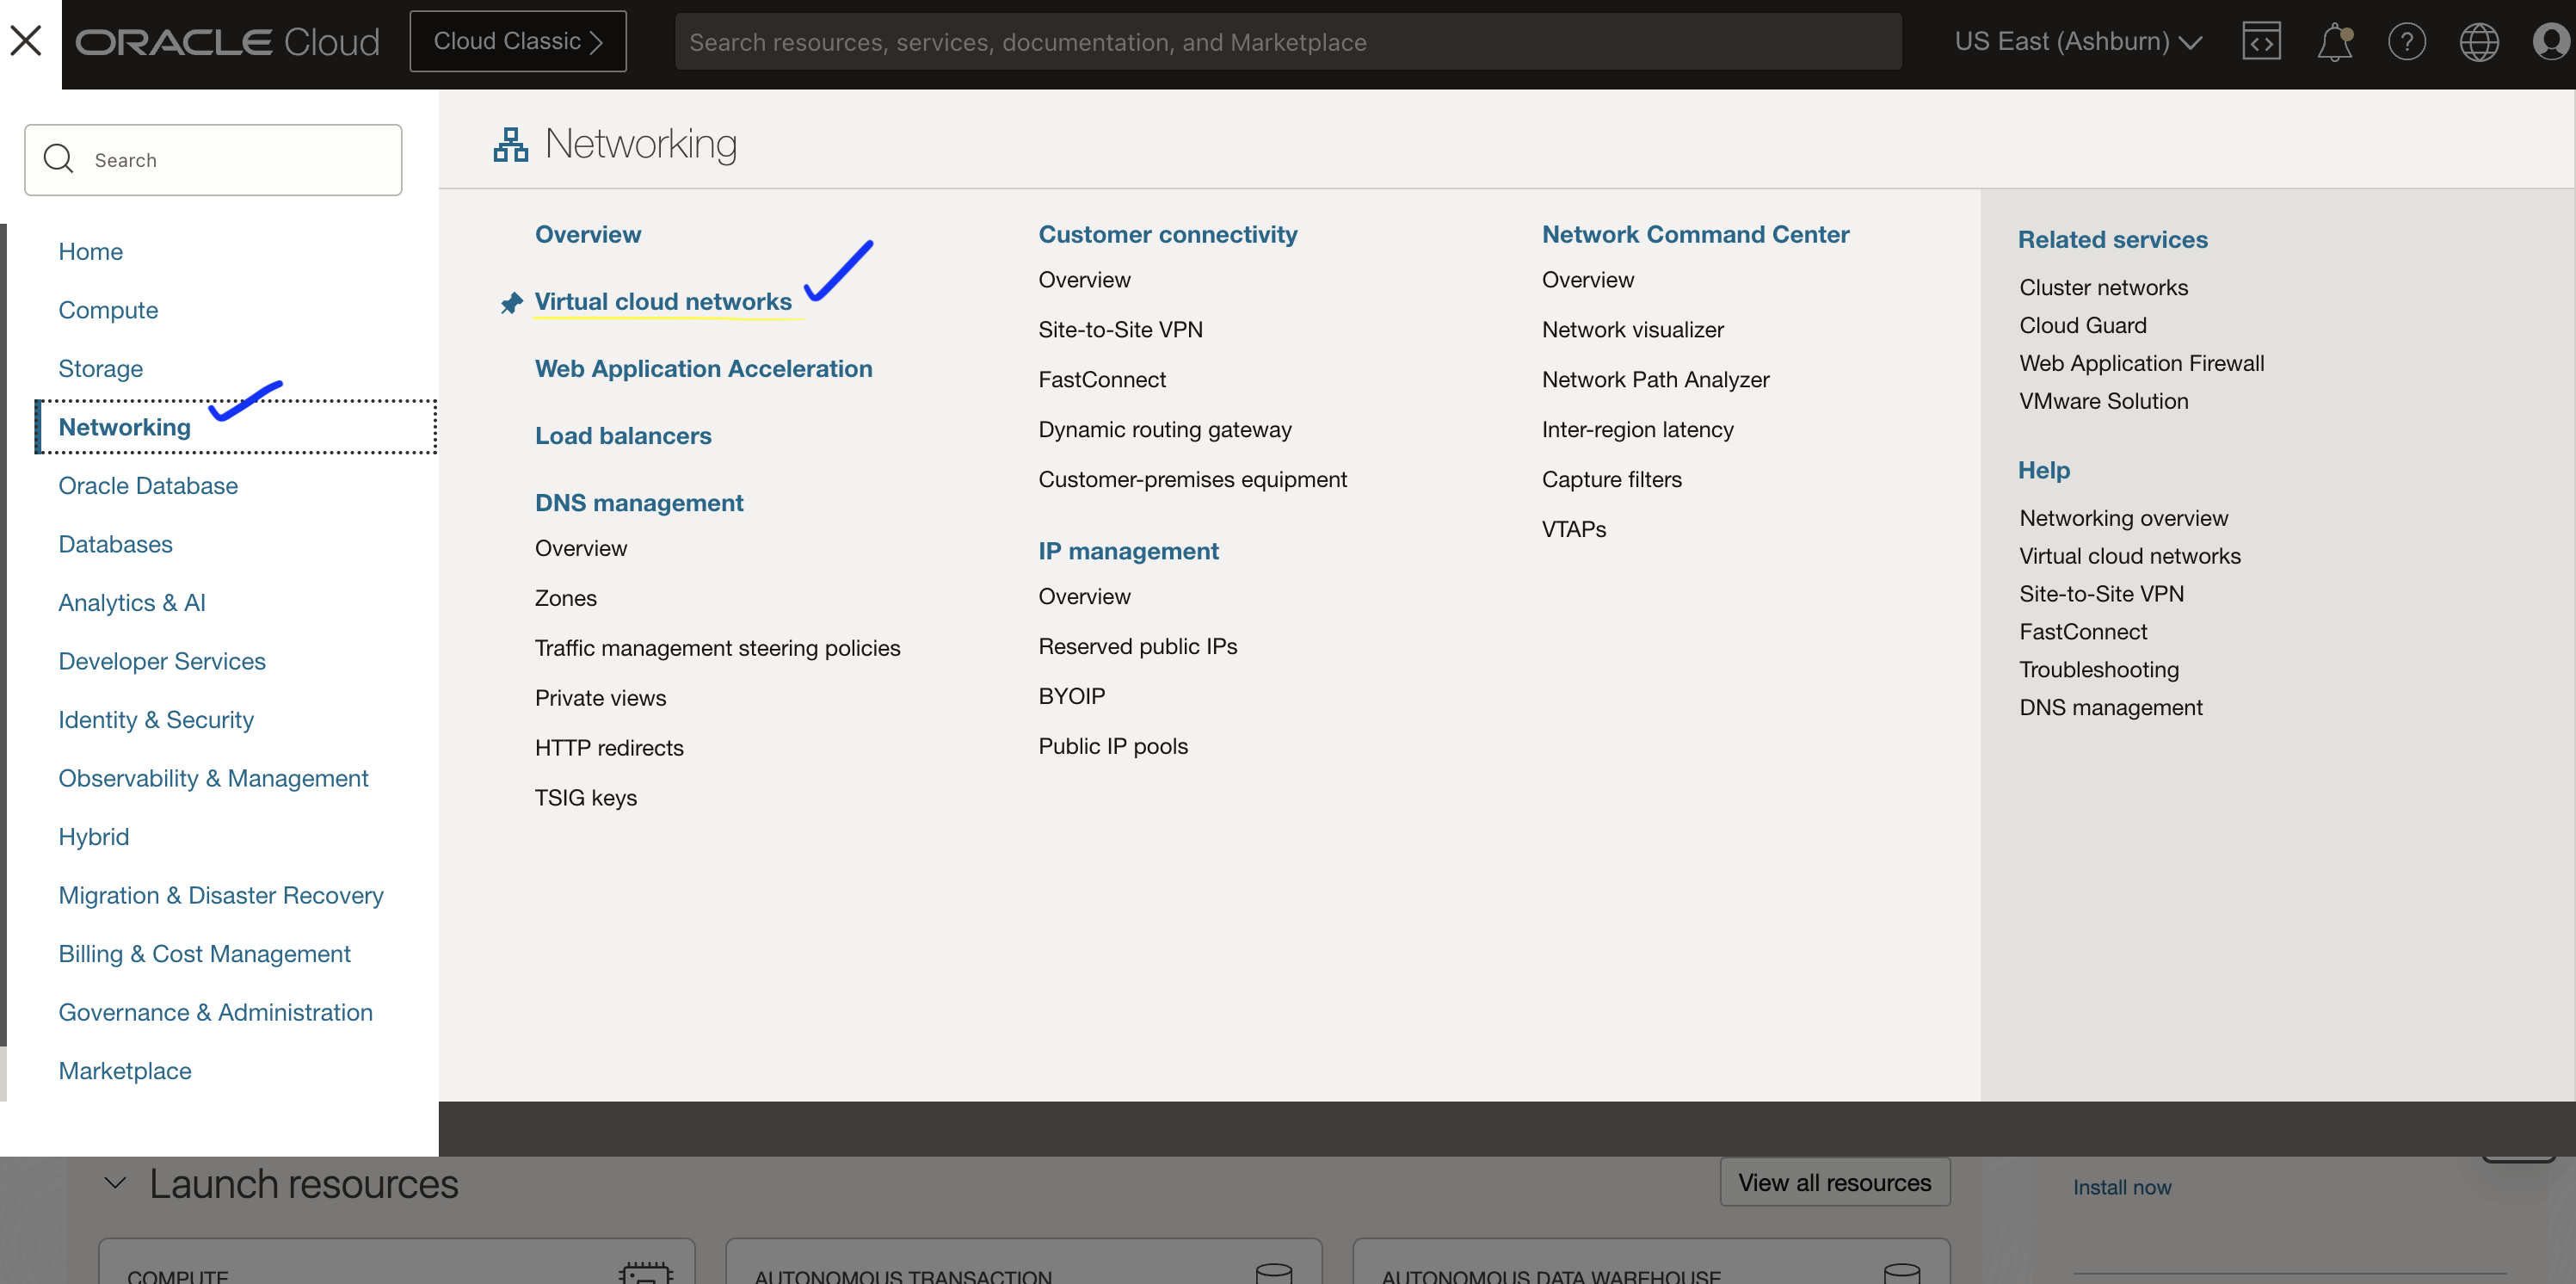 ORACLE Cloud
Cloud Classic
Search resources, services, documentation, and Marketplace
US East (Ashburn)
Search
Home
Compute
Storage
Networking
Oracle Database
Databases
Analytics & AI
Developer Services
Identity & Security
Observability & Management
Hybrid
Migration & Disaster Recovery
Billing & Cost Management
Governance & Administration
Marketplace
Networking
Overview
Virtual cloud networks
Web Application Acceleration
Load balancers
DNS management
Overview
Zones
Traffic management steering policies
Private views
HTTP redirects
TSIG keys
Customer connectivity
Overview
Site-to-Site VPN
FastConnect
Dynamic routing gateway
Customer-premises equipment
IP management
Overview
Reserved public IPs
BYOIP
Public IP pools
Network Command Center
Overview
Network visualizer
Network Path Analyzer
Inter-region latency
Capture filters
VTAPs
Related services
Cluster networks
Cloud Guard
Web Application Firewall
VMware Solution
Help
Networking overview
Virtual cloud networks
Site-to-Site VPN
FastConnect
Troubleshooting
DNS management
Launch resources
View all resources
Install now
COMPUTE
AUTONOMOUS TRANSACTION
AUTONOMOUS DATA WAREHOUSE